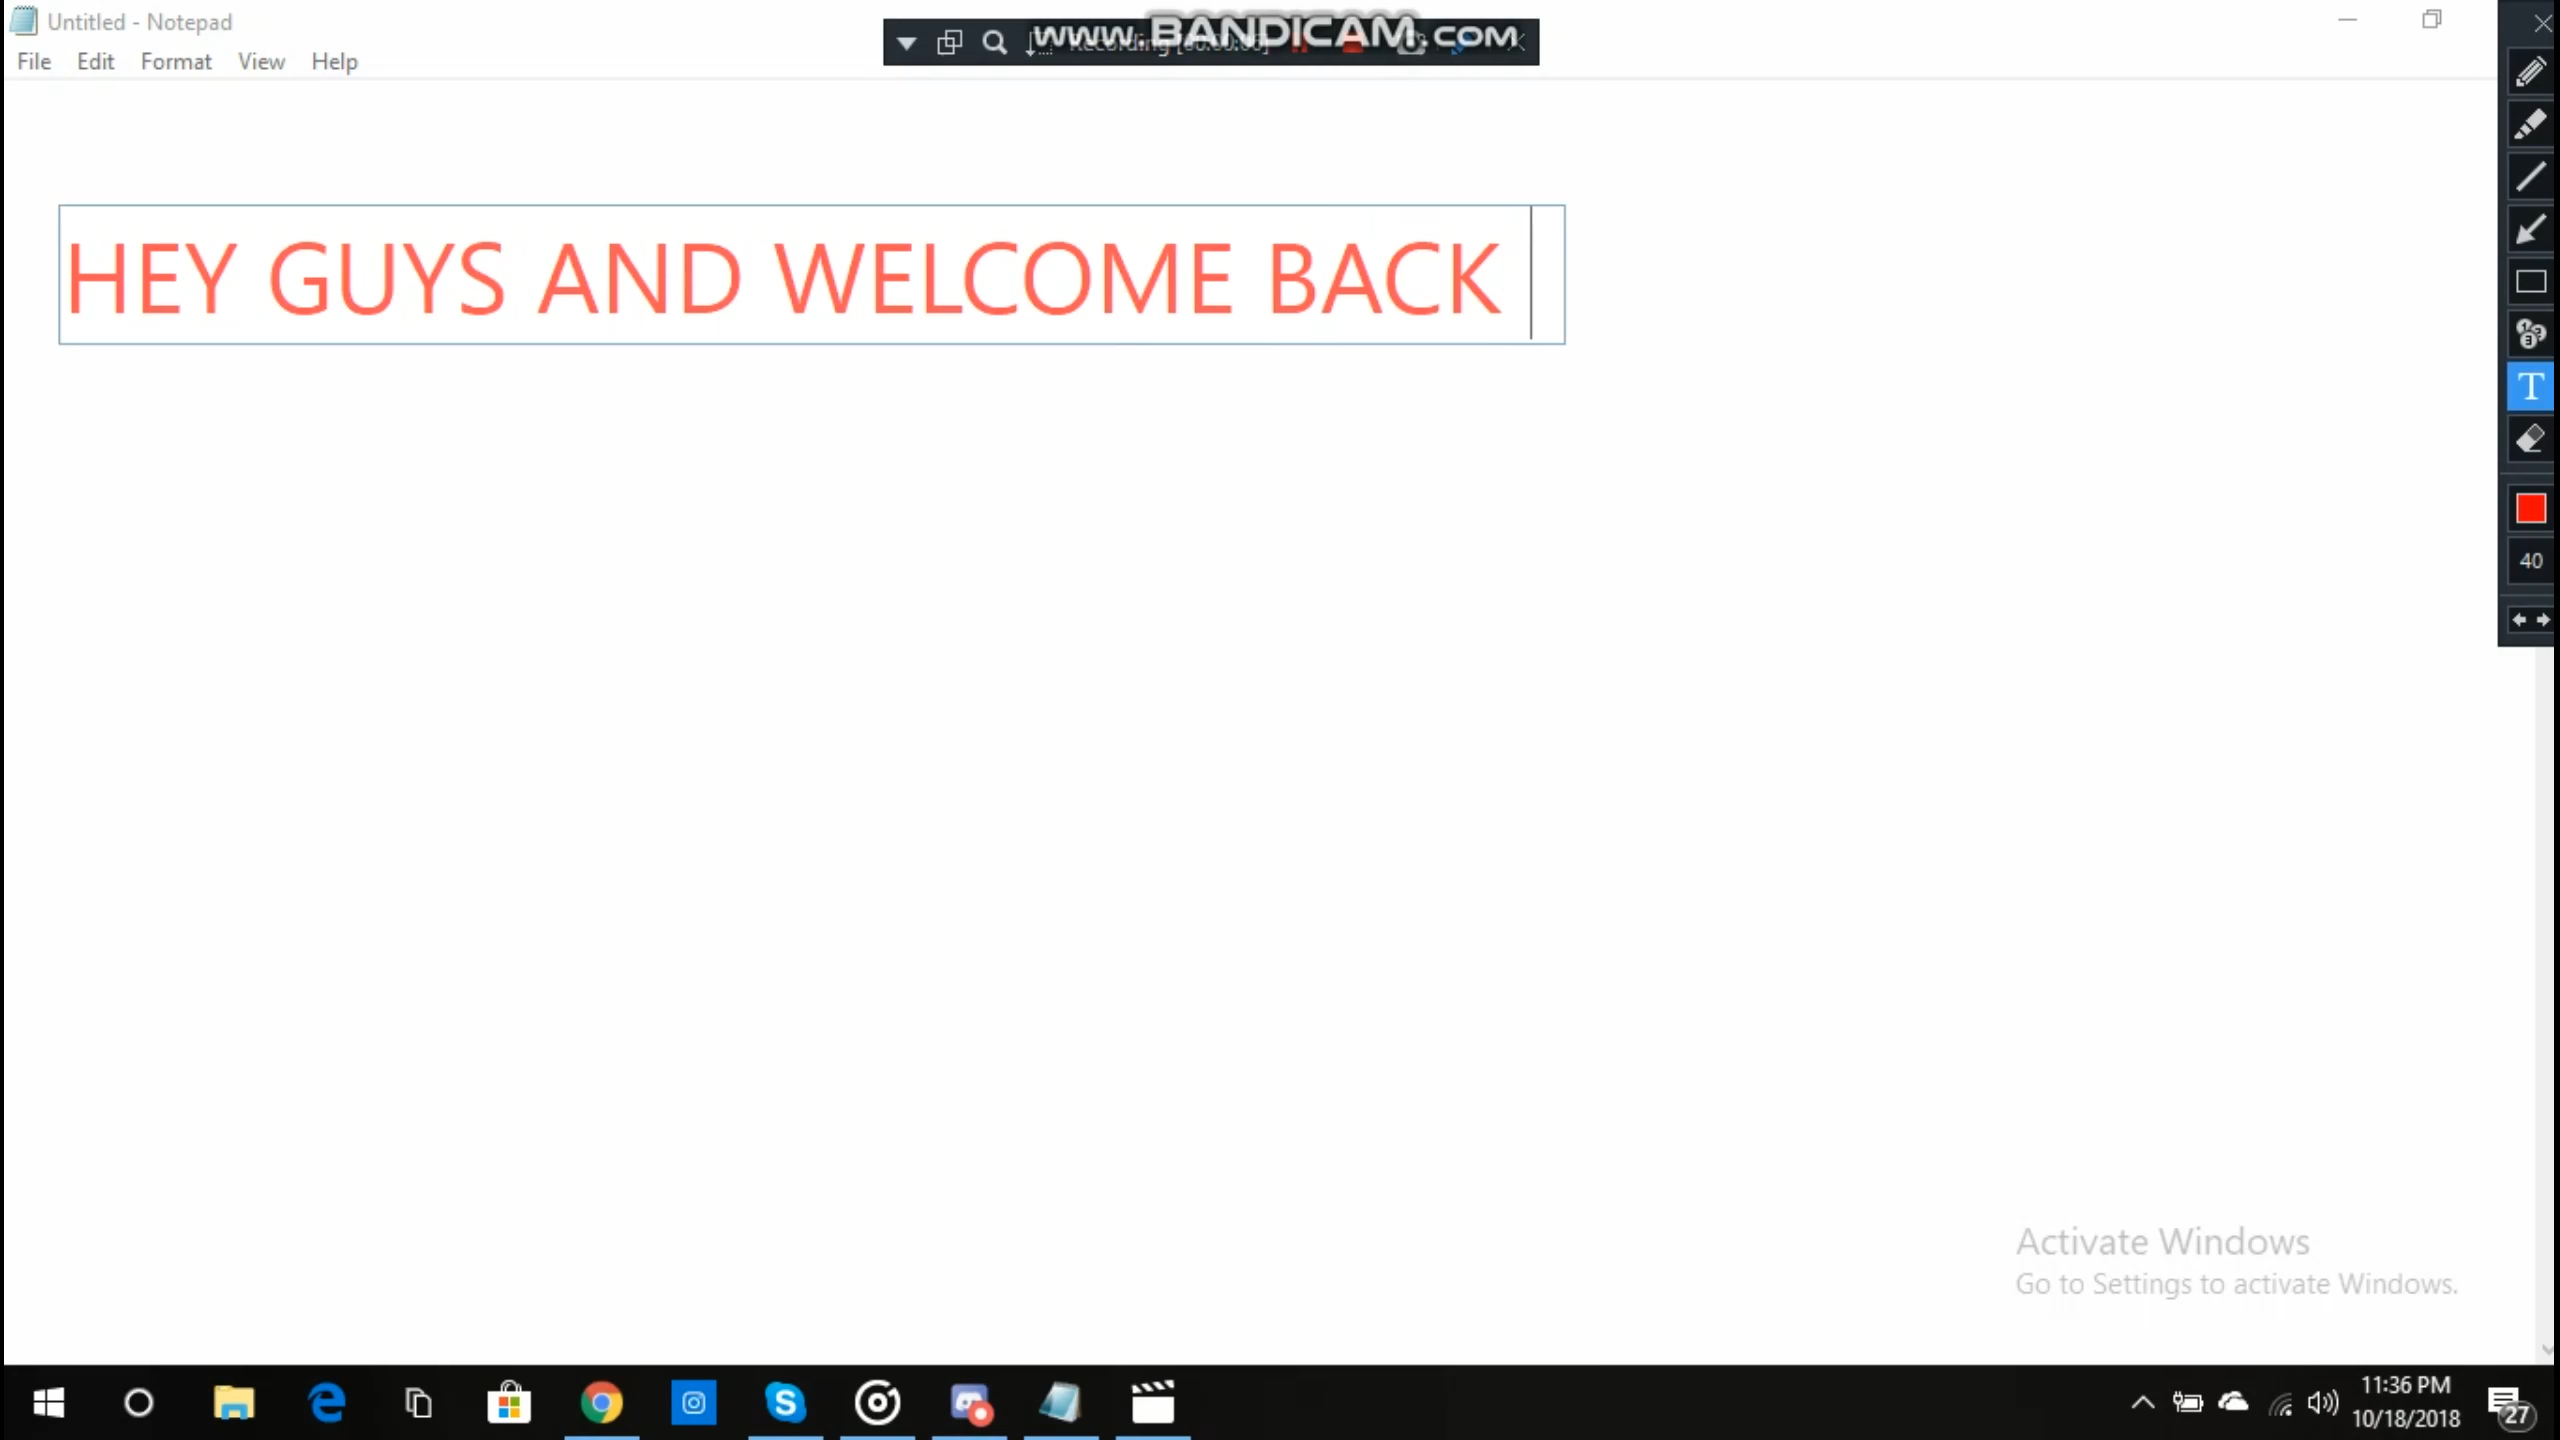 Untitled - Notepad
www.BANDICAM.com
File Edit Format View Help
HEY GUYS AND WELCOME BACK
T
40
Activate Windows
Go to Settings to activate Windows.
11:36 PM
10/18/2018
27